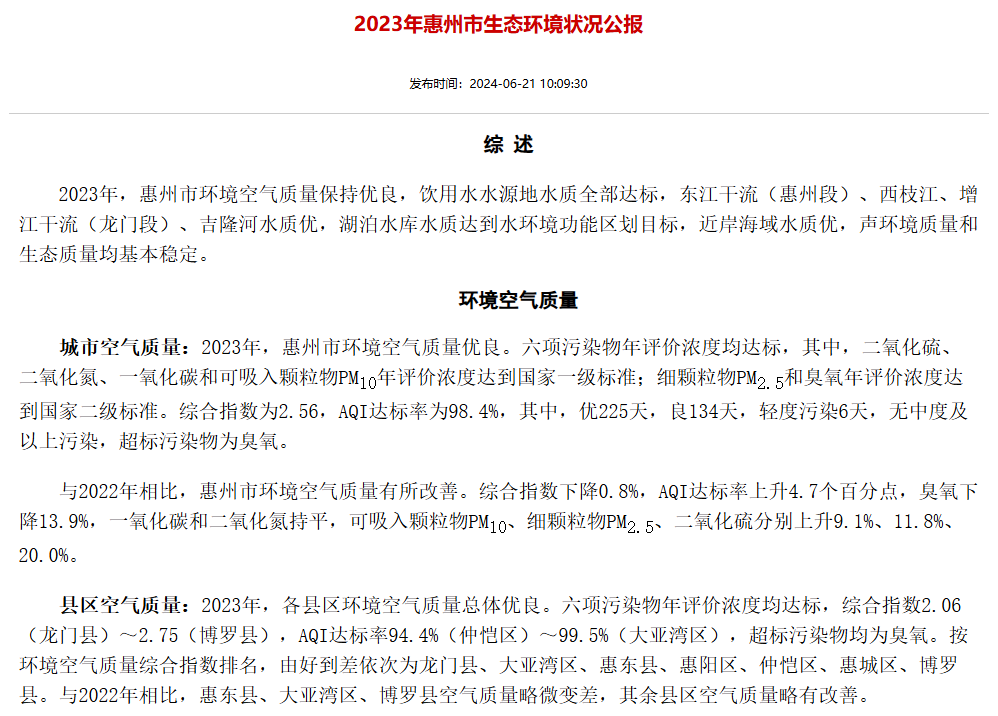 2023年惠州市生态环境状况公报
发布时间：2024-06-21 10:09:30
综 述
2023年，惠州市环境空气质量保持优良，饮用水水源地水质全部达标，东江干流（惠州段）、西枝江、增
江干流（龙门段）、吉隆河水质优，湖泊水库水质达到水环境功能区划目标，近岸海域水质优，声环境质量和
生态质量均基本稳定。
环境空气质量
城市空气质量：2023年，惠州市环境空气质量优良。六项污染物年评价浓度均达标，其中，二氧化硫、
二氧化氮、一氧化碳和可吸入颗粒物PM10年评价浓度达到国家一级标准；细颗粒物PM2.5和臭氧年评价浓度达
到国家二级标准。综合指数为2.56，AQI达标率为98.4%，其中，优225天，良134天，轻度污染6天，无中度及
以上污染，超标污染物为臭氧。
与2022年相比，惠州市环境空气质量有所改善。综合指数下降0.8%，AQI达标率上升4.7个百分点，臭氧下
降13.9%，一氧化碳和二氧化氮持平，可吸入颗粒物PM10、细颗粒物PM2.5、二氧化硫分别上升9.1%、11.8%、
20.0%。
县区空气质量：2023年，各县区环境空气质量总体优良。六项污染物年评价浓度均达标，综合指数2.06
（龙门县）～2.75（博罗县），AQI达标率94.4%（仲恺区）～99.5%（大亚湾区），超标污染物均为臭氧。按
环境空气质量综合指数排名，由好到差依次为龙门县、大亚湾区、惠东县、惠阳区、仲恺区、惠城区、博罗
县。与2022年相比，惠东县、大亚湾区、博罗县空气质量略微变差，其余县区空气质量略有改善。